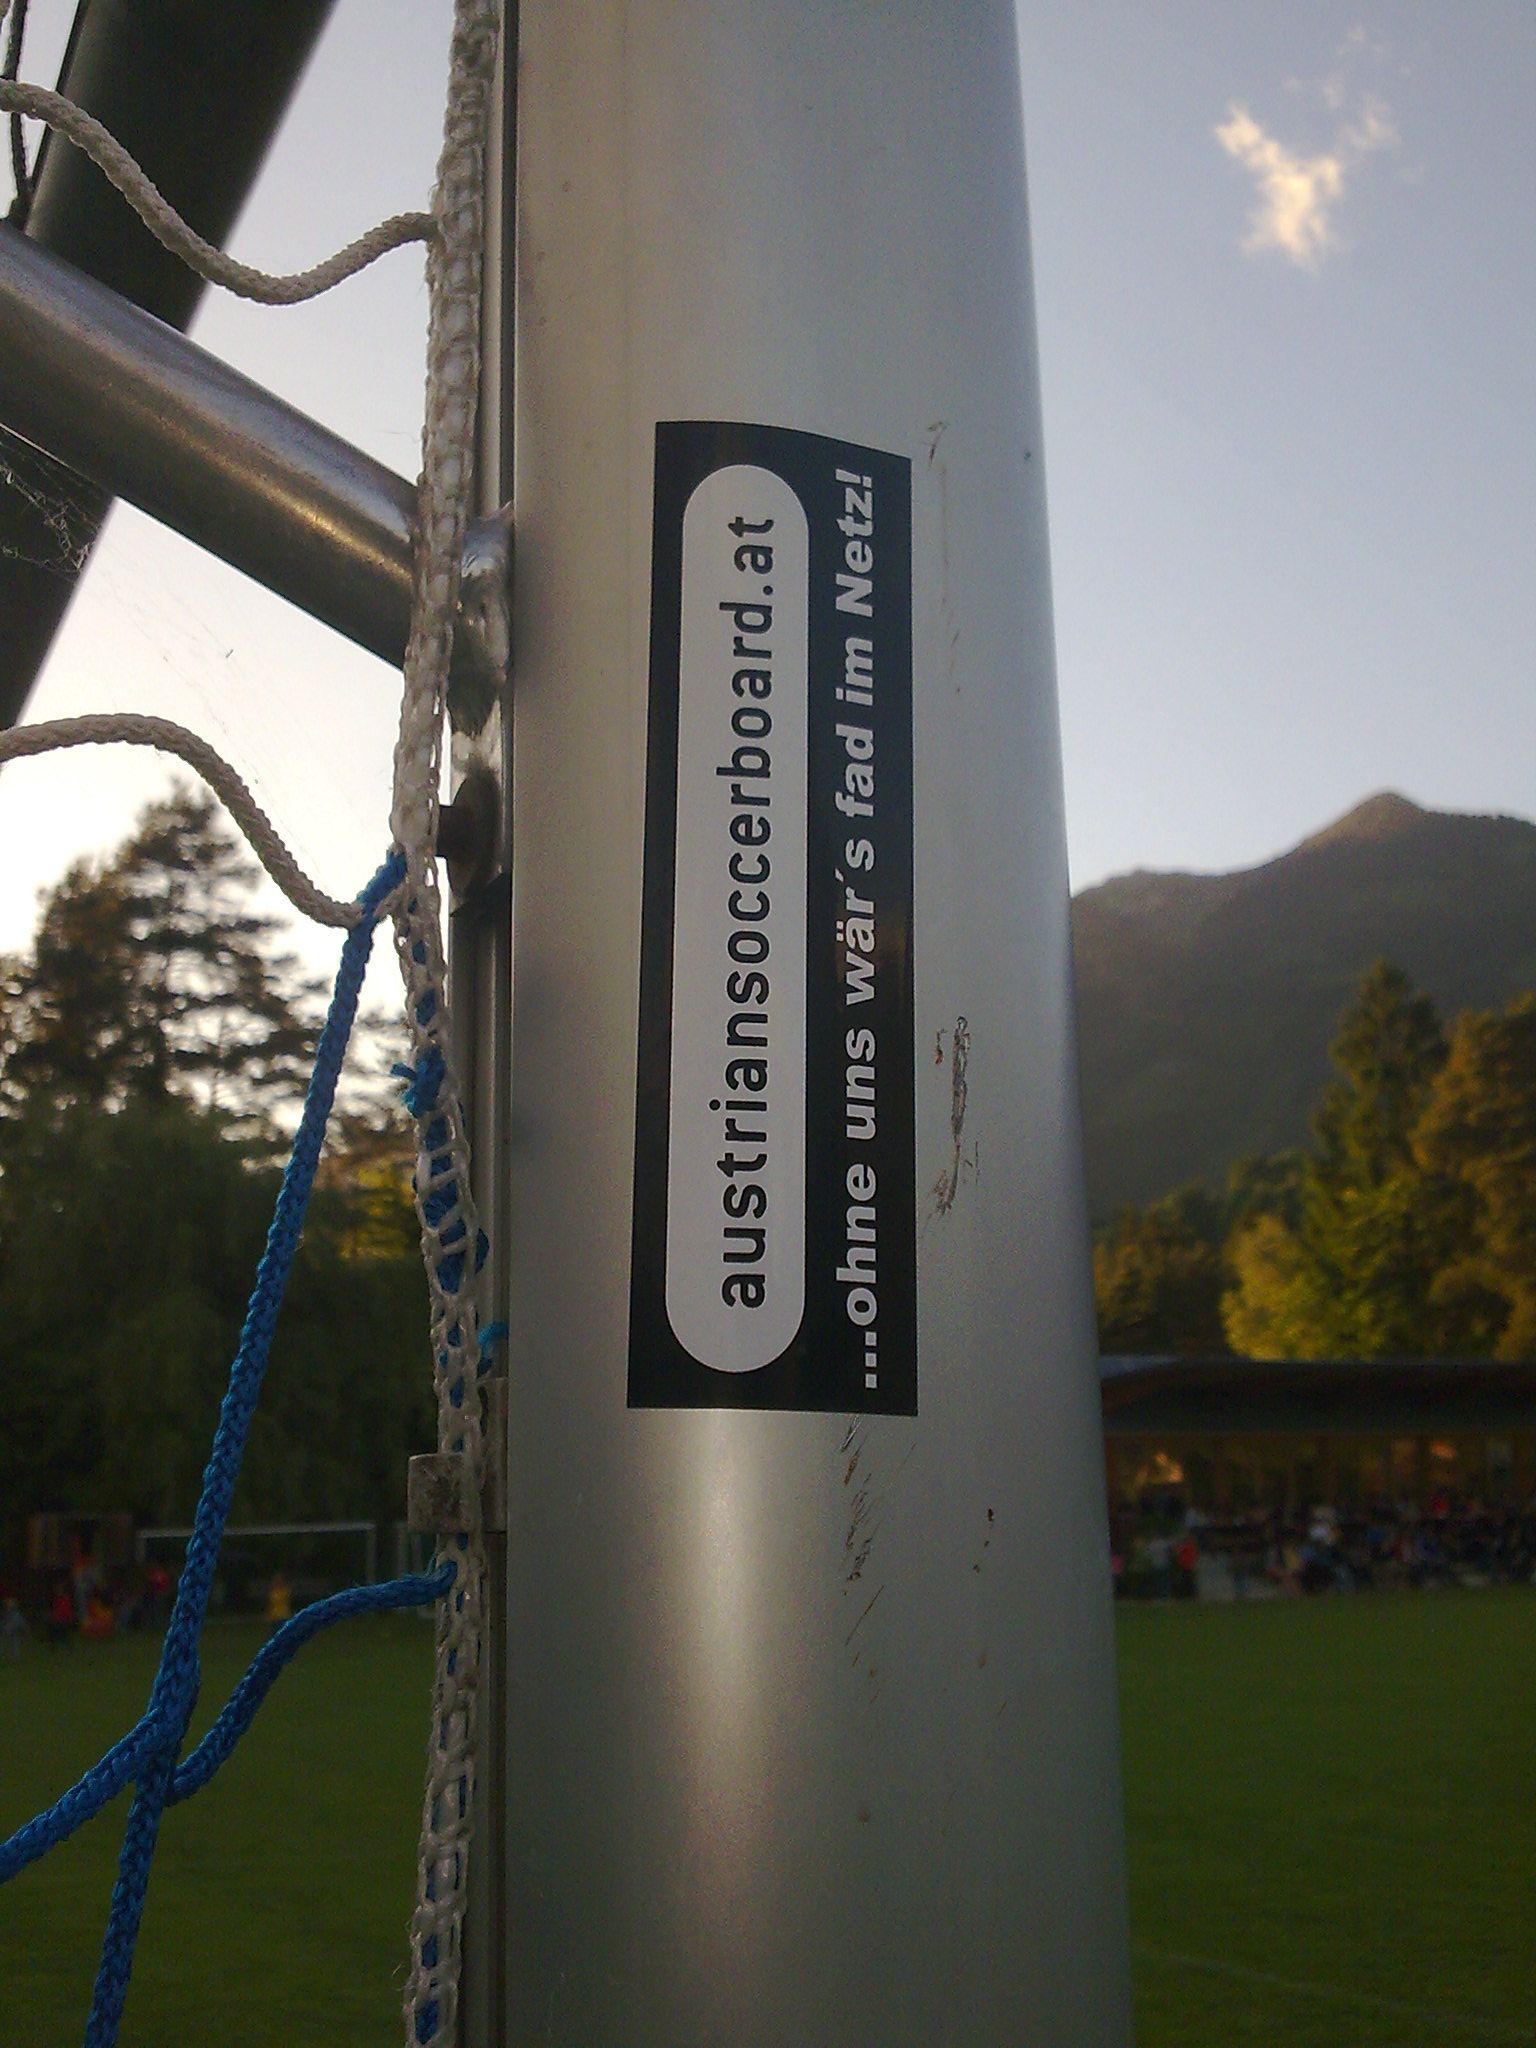 austriansoccerboard.at
...ohne uns wär´s fad im Netz!